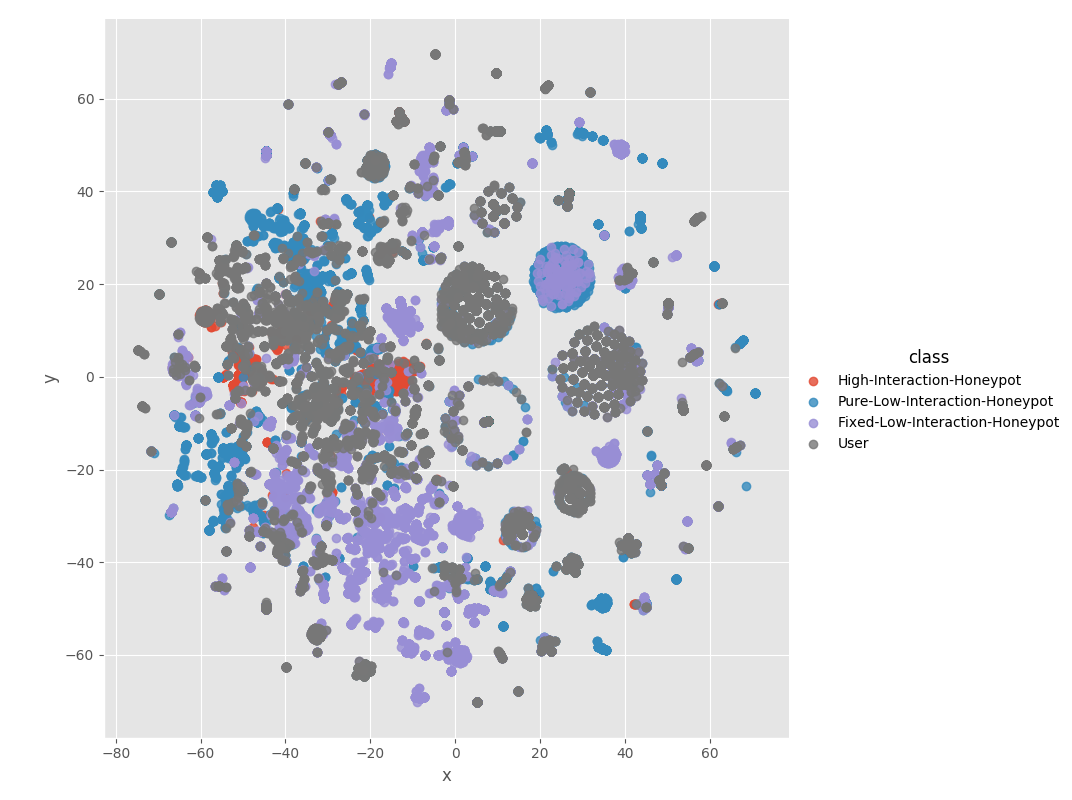 60
40
20
0
−20
−40
−60
y
−80
−60
−40
−20
0
20
40
60
x
class
High-Interaction-Honeypot
Pure-Low-Interaction-Honeypot
Fixed-Low-Interaction-Honeypot
User